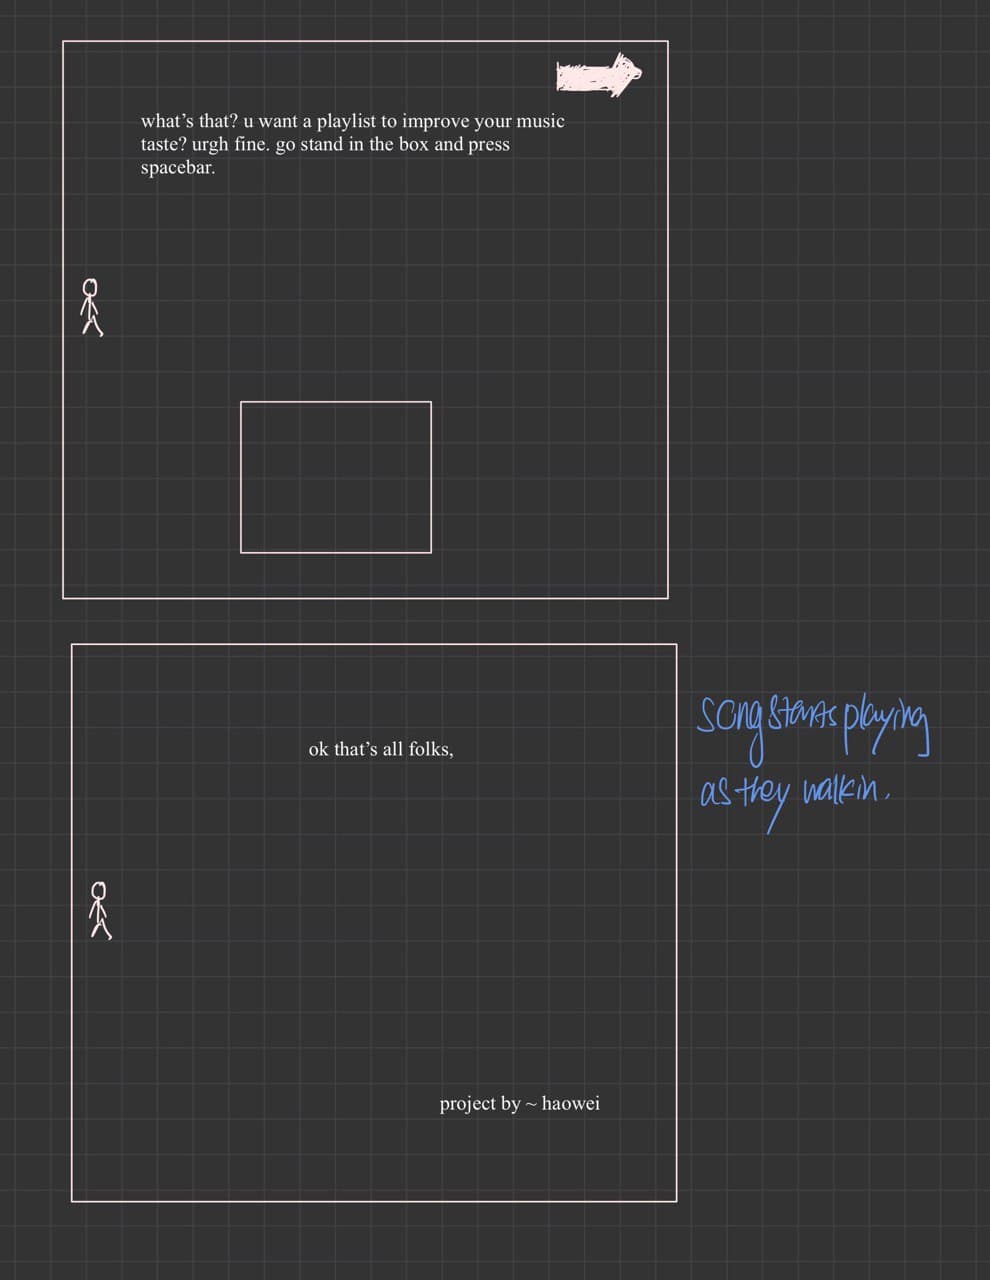 what’s that? u want a playlist to improve your music
taste? urgh fine. go stand in the box and press
spacebar.
ok that’s all folks,
song starts playing
as they walk in.
project by ~ haowei